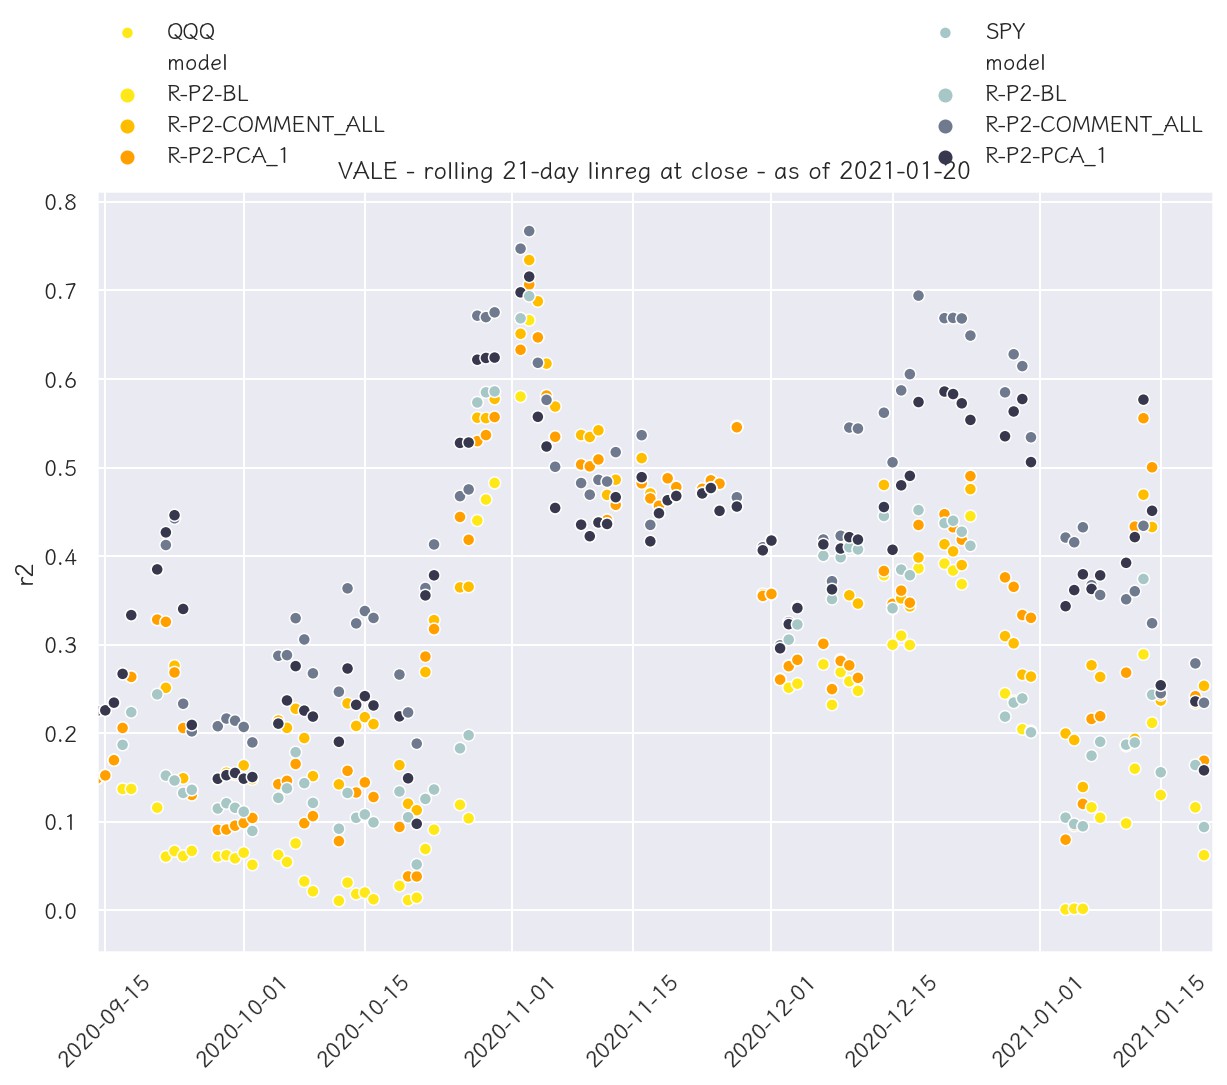 QQQ
model
R-P2-BL
R-P2-COMMENT_ALL
R-P2-PCA_1
SPY
model
R-P2-BL
R-P2-COMMENT_ALL
R-P2-PCA_1
VALE - rolling 21-day linreg at close - as of 2021-01-20
0.8
0.7
0.6
0.5
0.4
0.3
0.2
0.1
0.0
r2
2020-09-15
2020-10-01
2020-10-15
2020-11-01
2020-11-15
2020-12-01
2020-12-15
2021-01-01
2021-01-15